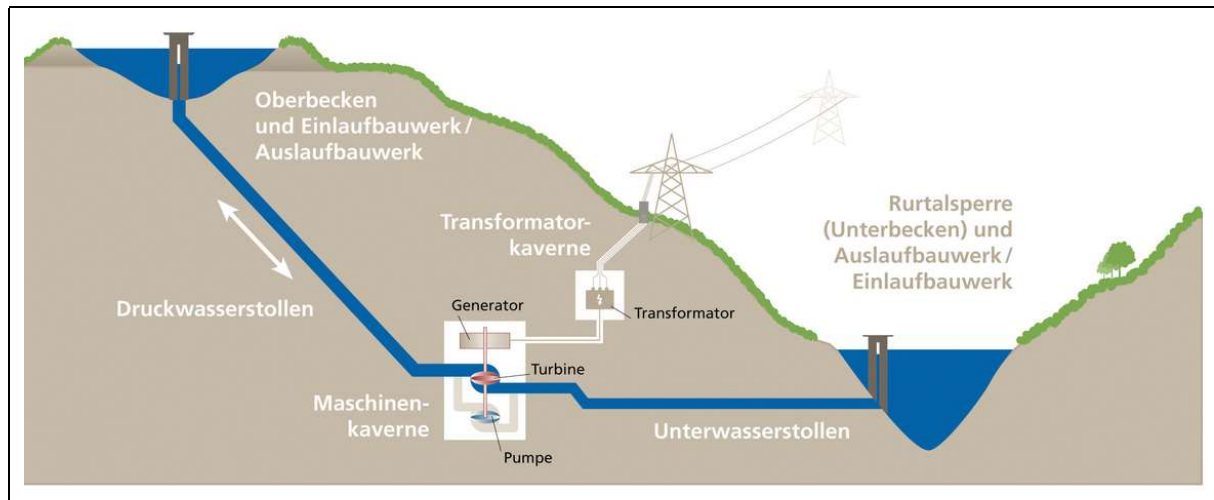 Oberbecken
und Einlaufbauwerk /
Auslaufbauwerk
Transformator-
kaverne
Rurtalsperre
(Unterbecken) und
Auslaufbauwerk /
Einlaufbauwerk
Druckwasserstollen
Generator
Transformator
Turbine
Maschinen-
kaverne
Unterwasserstollen
Pumpe